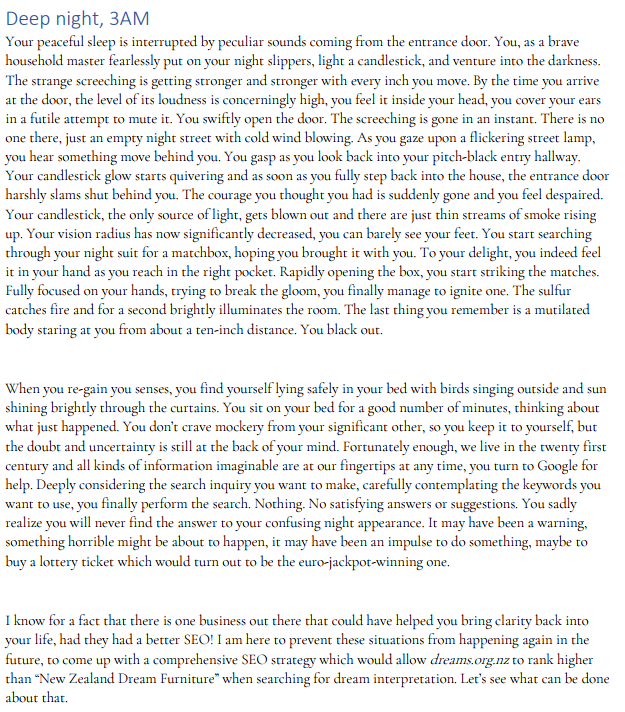 Deep night, 3AM
Your peaceful sleep is interrupted by peculiar sounds coming from the entrance door. You, as a brave
household master fearlessly put on your night slippers, light a candlestick, and venture into the darkness.
The strange screeching is getting stronger and stronger with every inch you move. By the time you arrive
at the door, the level of its loudness is concerningly high, you feel it inside your head, you cover your ears
in a futile attempt to mute it. You swiftly open the door. The screeching is gone in an instant. There is no
one there, just an empty night street with cold wind blowing. As you gaze upon a flickering street lamp,
you hear something move behind you. You gasp as you look back into your pitch-black entry hallway.
Your candlestick glow starts quivering and as soon as you fully step back into the house, the entrance door
harshly slams shut behind you. The courage you thought you had is suddenly gone and you feel despaired.
Your candlestick, the only source of light, gets blown out and there are just thin streams of smoke rising
up. Your vision radius has now significantly decreased, you can barely see your feet. You start searching
through your night suit for a matchbox, hoping you brought it with you. To your delight, you indeed feel
it in your hand as you reach in the right pocket. Rapidly opening the box, you start striking the matches.
Fully focused on your hands, trying to break the gloom, you finally manage to ignite one. The sulfur
catches fire and for a second brightly illuminates the room. The last thing you remember is a mutilated
body staring at you from about a ten-inch distance. You black out.
When you re-gain you senses, you find yourself lying safely in your bed with birds singing outside and sun
shining brightly through the curtains. You sit on your bed for a good number of minutes, thinking about
what just happened. You don't crave mockery from your significant other, so you keep it to yourself, but
the doubt and uncertainty is still at the back of your mind. Fortunately enough, we live in the twenty first
century and all kinds of information imaginable are at our fingertips at any time, you turn to Google for
help. Deeply considering the search inquiry you want to make, carefully contemplating the keywords you
want to use, you finally perform the search. Nothing. No satisfying answers or suggestions. You sadly
realize you will never find the answer to your confusing night appearance. It may have been a warning,
something horrible might be about to happen, it may have been an impulse to do something, maybe to
buy a lottery ticket which would turn out to be the euro-jackpot-winning one.
I know for a fact that there is one business out there that could have helped you bring clarity back into
your life, had they had a better SEO! I am here to prevent these situations from happening again in the
future, to come up with a comprehensive SEO strategy which would allow dreams.org.nz to rank higher
than “New Zealand Dream Furniture” when searching for dream interpretation. Let's see what can be done
about that.